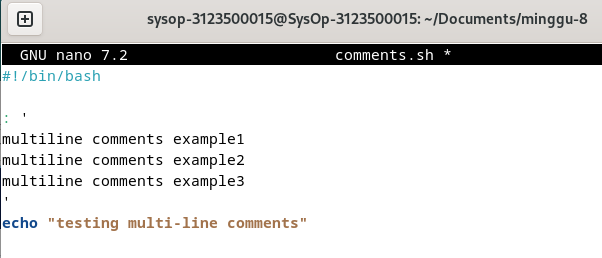 sysop-3123500015@SysOp-3123500015: ~/Documents/minggu-8
GNU nano 7.2 comments.sh *
#!/bin/bash
: '
multiline comments example1
multiline comments example2
multiline comments example3
'
echo "testing multi-line comments"